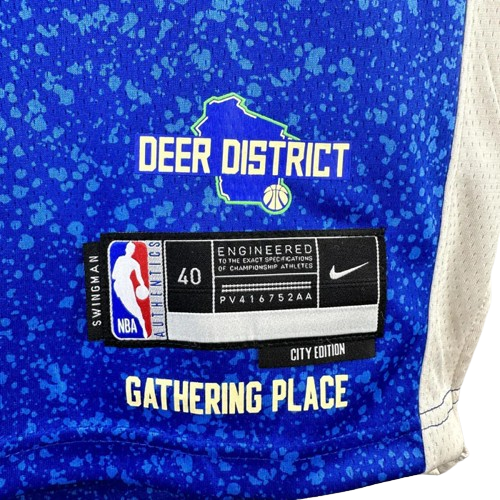 DEER DISTRICT
SWINGMAN
NBA
AUTHENTICS
40
ENGINEERED
TO THE EXACT SPECIFICATIONS
OF CHAMPIONSHIP ATHLETES
PV416752AA
CITY EDITION
GATHERING PLACE